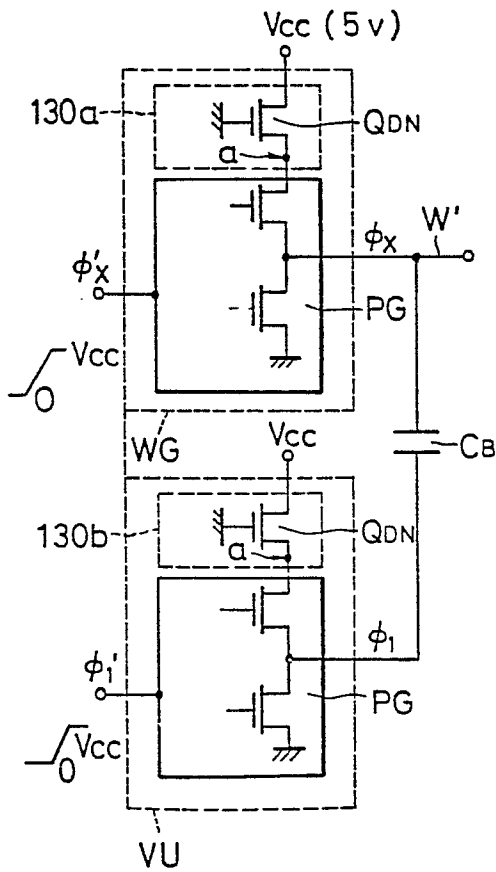 Vcc (5v)
130a
QDN
a
ϕ'x
ϕx
W'
PG
Vcc
0
WG
Vcc
CB
130b
QDN
a
ϕ1'
ϕ1
PG
Vcc
0
VU